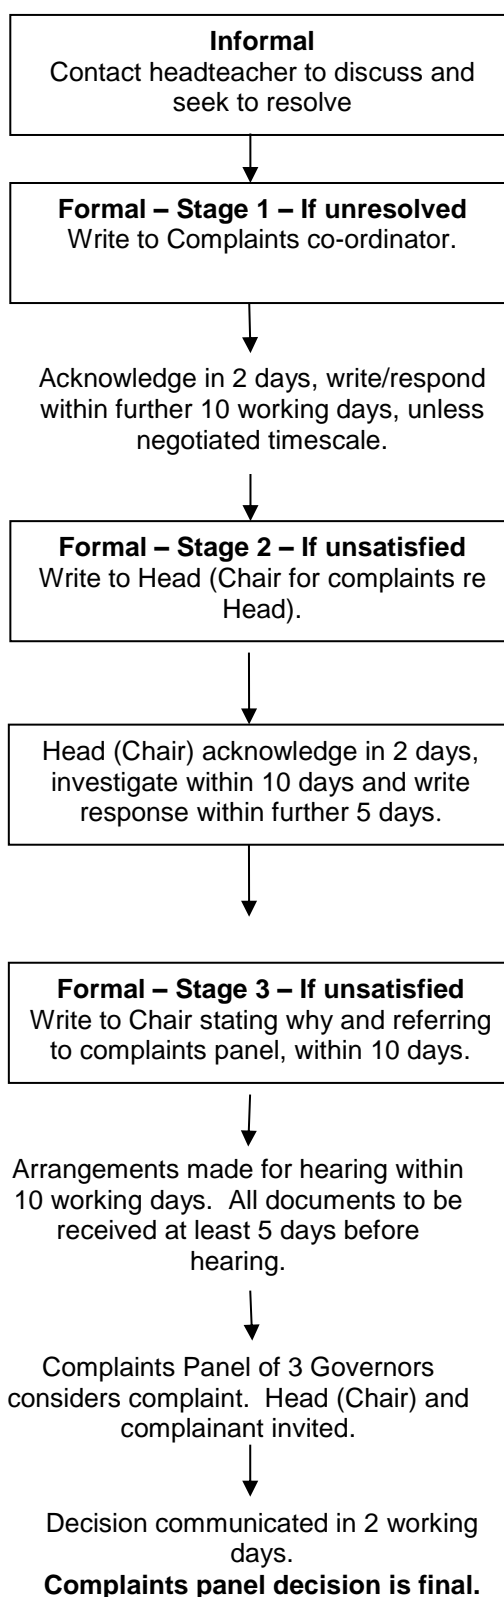 Informal
Contact headteacher to discuss and
seek to resolve
Formal – Stage 1 – If unresolved
Write to Complaints co-ordinator.
Acknowledge in 2 days, write/respond
within further 10 working days, unless
negotiated timescale.
Formal – Stage 2 – If unsatisfied
Write to Head (Chair for complaints re
Head).
Head (Chair) acknowledge in 2 days,
investigate within 10 days and write
response within further 5 days.
Formal – Stage 3 – If unsatisfied
Write to Chair stating why and referring
to complaints panel, within 10 days.
Arrangements made for hearing within
10 working days.  All documents to be
received at least 5 days before
hearing.
Complaints Panel of 3 Governors
considers complaint.  Head (Chair) and
complainant invited.
Decision communicated in 2 working
days.
Complaints panel decision is final.